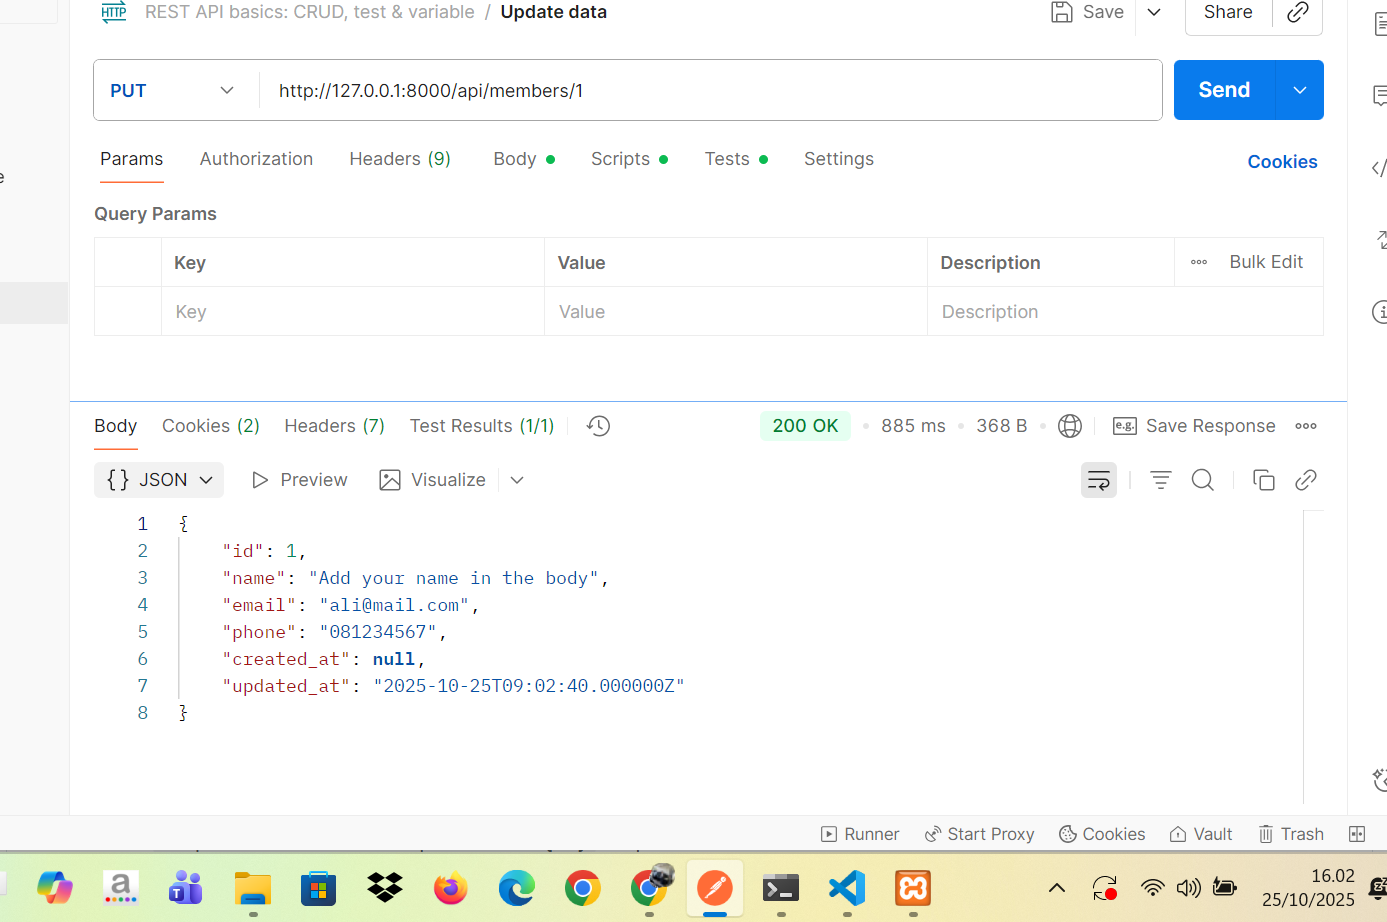 HTTP REST API basics: CRUD, test & variable / Update data Save Share
PUT http://127.0.0.1:8000/api/members/1 Send
Params Authorization Headers (9) Body Scripts Tests Settings Cookies
e
Query Params
Key Value Description Bulk Edit
Key Value Description
Body Cookies (2) Headers (7) Test Results (1/1) 200 OK 885 ms 368 B e.g. Save Response
{} JSON Preview Visualize
1 {
2 "id": 1,
3 "name": "Add your name in the body",
4 "email": "ali@mail.com",
5 "phone": "081234567",
6 "created_at": null,
7 "updated_at": "2025-10-25T09:02:40.000000Z"
8 }
Runner Start Proxy Cookies Vault Trash
16.02
25/10/2025